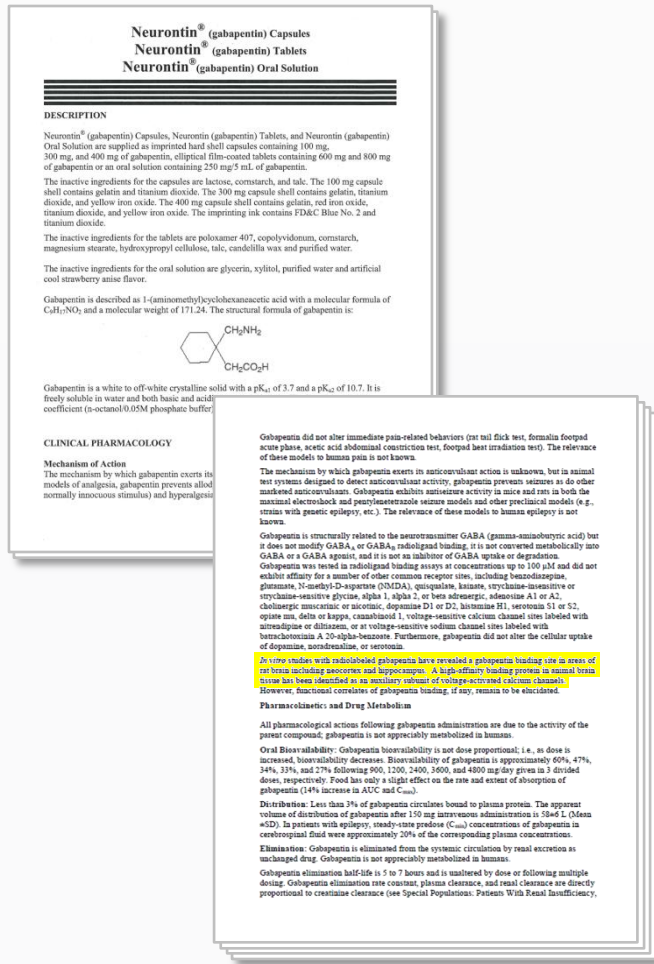 Neurontin® (gabapentin) Capsules
Neurontin® (gabapentin) Tablets
Neurontin® (gabapentin) Oral Solution
DESCRIPTION
Neurontin® (gabapentin) Capsules, Neurontin (gabapentin) Tablets, and Neurontin (gabapentin)
Oral Solution are supplied as imprinted hard shell capsules containing 100 mg,
300 mg, and 400 mg of gabapentin, elliptical film-coated tablets containing 600 mg and 800 mg
of gabapentin or an oral solution containing 250 mg/5 mL of gabapentin.
The inactive ingredients for the capsules are lactose, cornstarch, and talc. The 100 mg capsule
shell contains gelatin and titanium dioxide. The 300 mg capsule shell contains gelatin, titanium
dioxide, and yellow iron oxide. The 400 mg capsule shell contains gelatin, red iron oxide,
titanium dioxide, and yellow iron oxide. The imprinting ink contains FD&C Blue No. 2 and
titanium dioxide.
The inactive ingredients for the tablets are poloxamer 407, copolyvidonum, cornstarch,
magnesium stearate, hydroxypropyl cellulose, talc, candelilla wax and purified water.
The inactive ingredients for the oral solution are glycerin, xylitol, purified water and artificial
cool strawberry anise flavor.
Gabapentin is described as 1-(aminomethyl)cyclohexaneacetic acid with a molecular formula of
C₉H₁₇NO₂ and a molecular weight of 171.24. The structural formula of gabapentin is:
CH₂NH₂
CH₂CO₂H
Gabapentin is a white to off-white crystalline solid with a pKₐ₁ of 3.7 and a pKₐ₂ of 10.7. It is
freely soluble in water and both basic and acidi
coefficient (n-octanol/0.05M phosphate buffer)
CLINICAL PHARMACOLOGY
Mechanism of Action
The mechanism by which gabapentin exerts its
models of analgesia, gabapentin prevents allod
normally innocuous stimulus) and hyperalgesia
Gabapentin did not alter immediate pain-related behaviors (rat tail flick test, formalin footpad
acute phase, acetic acid abdominal constriction test, footpad heat irradiation test). The relevance
of these models to human pain is not known.
The mechanism by which gabapentin exerts its anticonvulsant action is unknown, but in animal
test systems designed to detect anticonvulsant activity, gabapentin prevents seizures as do other
marketed anticonvulsants. Gabapentin exhibits antiseizure activity in mice and rats in both the
maximal electroshock and pentylenetetrazole seizure models and other preclinical models (e.g.,
strains with genetic epilepsy, etc.). The relevance of these models to human epilepsy is not
known.
Gabapentin is structurally related to the neurotransmitter GABA (gamma-aminobutyric acid) but
it does not modify GABA_A or GABA_B radioligand binding, it is not converted metabolically into
GABA or a GABA agonist, and it is not an inhibitor of GABA uptake or degradation.
Gabapentin was tested in radioligand binding assays at concentrations up to 100 µM and did not
exhibit affinity for a number of other common receptor sites, including benzodiazepine,
glutamate, N-methyl-D-aspartate (NMDA), quisqualate, kainate, strychnine-insensitive or
strychnine-sensitive glycine, alpha 1, alpha 2, or beta adrenergic, adenosine A1 or A2,
cholinergic muscarinic or nicotinic, dopamine D1 or D2, histamine H1, serotonin S1 or S2,
opiate mu, delta or kappa, cannabinoid 1, voltage-sensitive calcium channel sites labeled with
nitrendipine or diltiazem, or at voltage-sensitive sodium channel sites labeled with
batrachotoxinin A 20-alpha-benzoate. Furthermore, gabapentin did not alter the cellular uptake
of dopamine, noradrenaline, or serotonin.
In vitro studies with radiolabeled gabapentin have revealed a gabapentin binding site in areas of
rat brain including neocortex and hippocampus. A high-affinity binding protein in animal brain
tissue has been identified as an auxiliary subunit of voltage-activated calcium channels.
However, functional correlates of gabapentin binding, if any, remain to be elucidated.
Pharmacokinetics and Drug Metabolism
All pharmacological actions following gabapentin administration are due to the activity of the
parent compound; gabapentin is not appreciably metabolized in humans.
Oral Bioavailability: Gabapentin bioavailability is not dose proportional; i.e., as dose is
increased, bioavailability decreases. Bioavailability of gabapentin is approximately 60%, 47%,
34%, 33%, and 27% following 900, 1200, 2400, 3600, and 4800 mg/day given in 3 divided
doses, respectively. Food has only a slight effect on the rate and extent of absorption of
gabapentin (14% increase in AUC and Cmax).
Distribution: Less than 3% of gabapentin circulates bound to plasma protein. The apparent
volume of distribution of gabapentin after 150 mg intravenous administration is 58±6 L (Mean
±SD). In patients with epilepsy, steady-state predose (Cmin) concentrations of gabapentin in
cerebrospinal fluid were approximately 20% of the corresponding plasma concentrations.
Elimination: Gabapentin is eliminated from the systemic circulation by renal excretion as
unchanged drug. Gabapentin is not appreciably metabolized in humans.
Gabapentin elimination half-life is 5 to 7 hours and is unaltered by dose or following multiple
dosing. Gabapentin elimination rate constant, plasma clearance, and renal clearance are directly
proportional to creatinine clearance (see Special Populations: Patients With Renal Insufficiency,